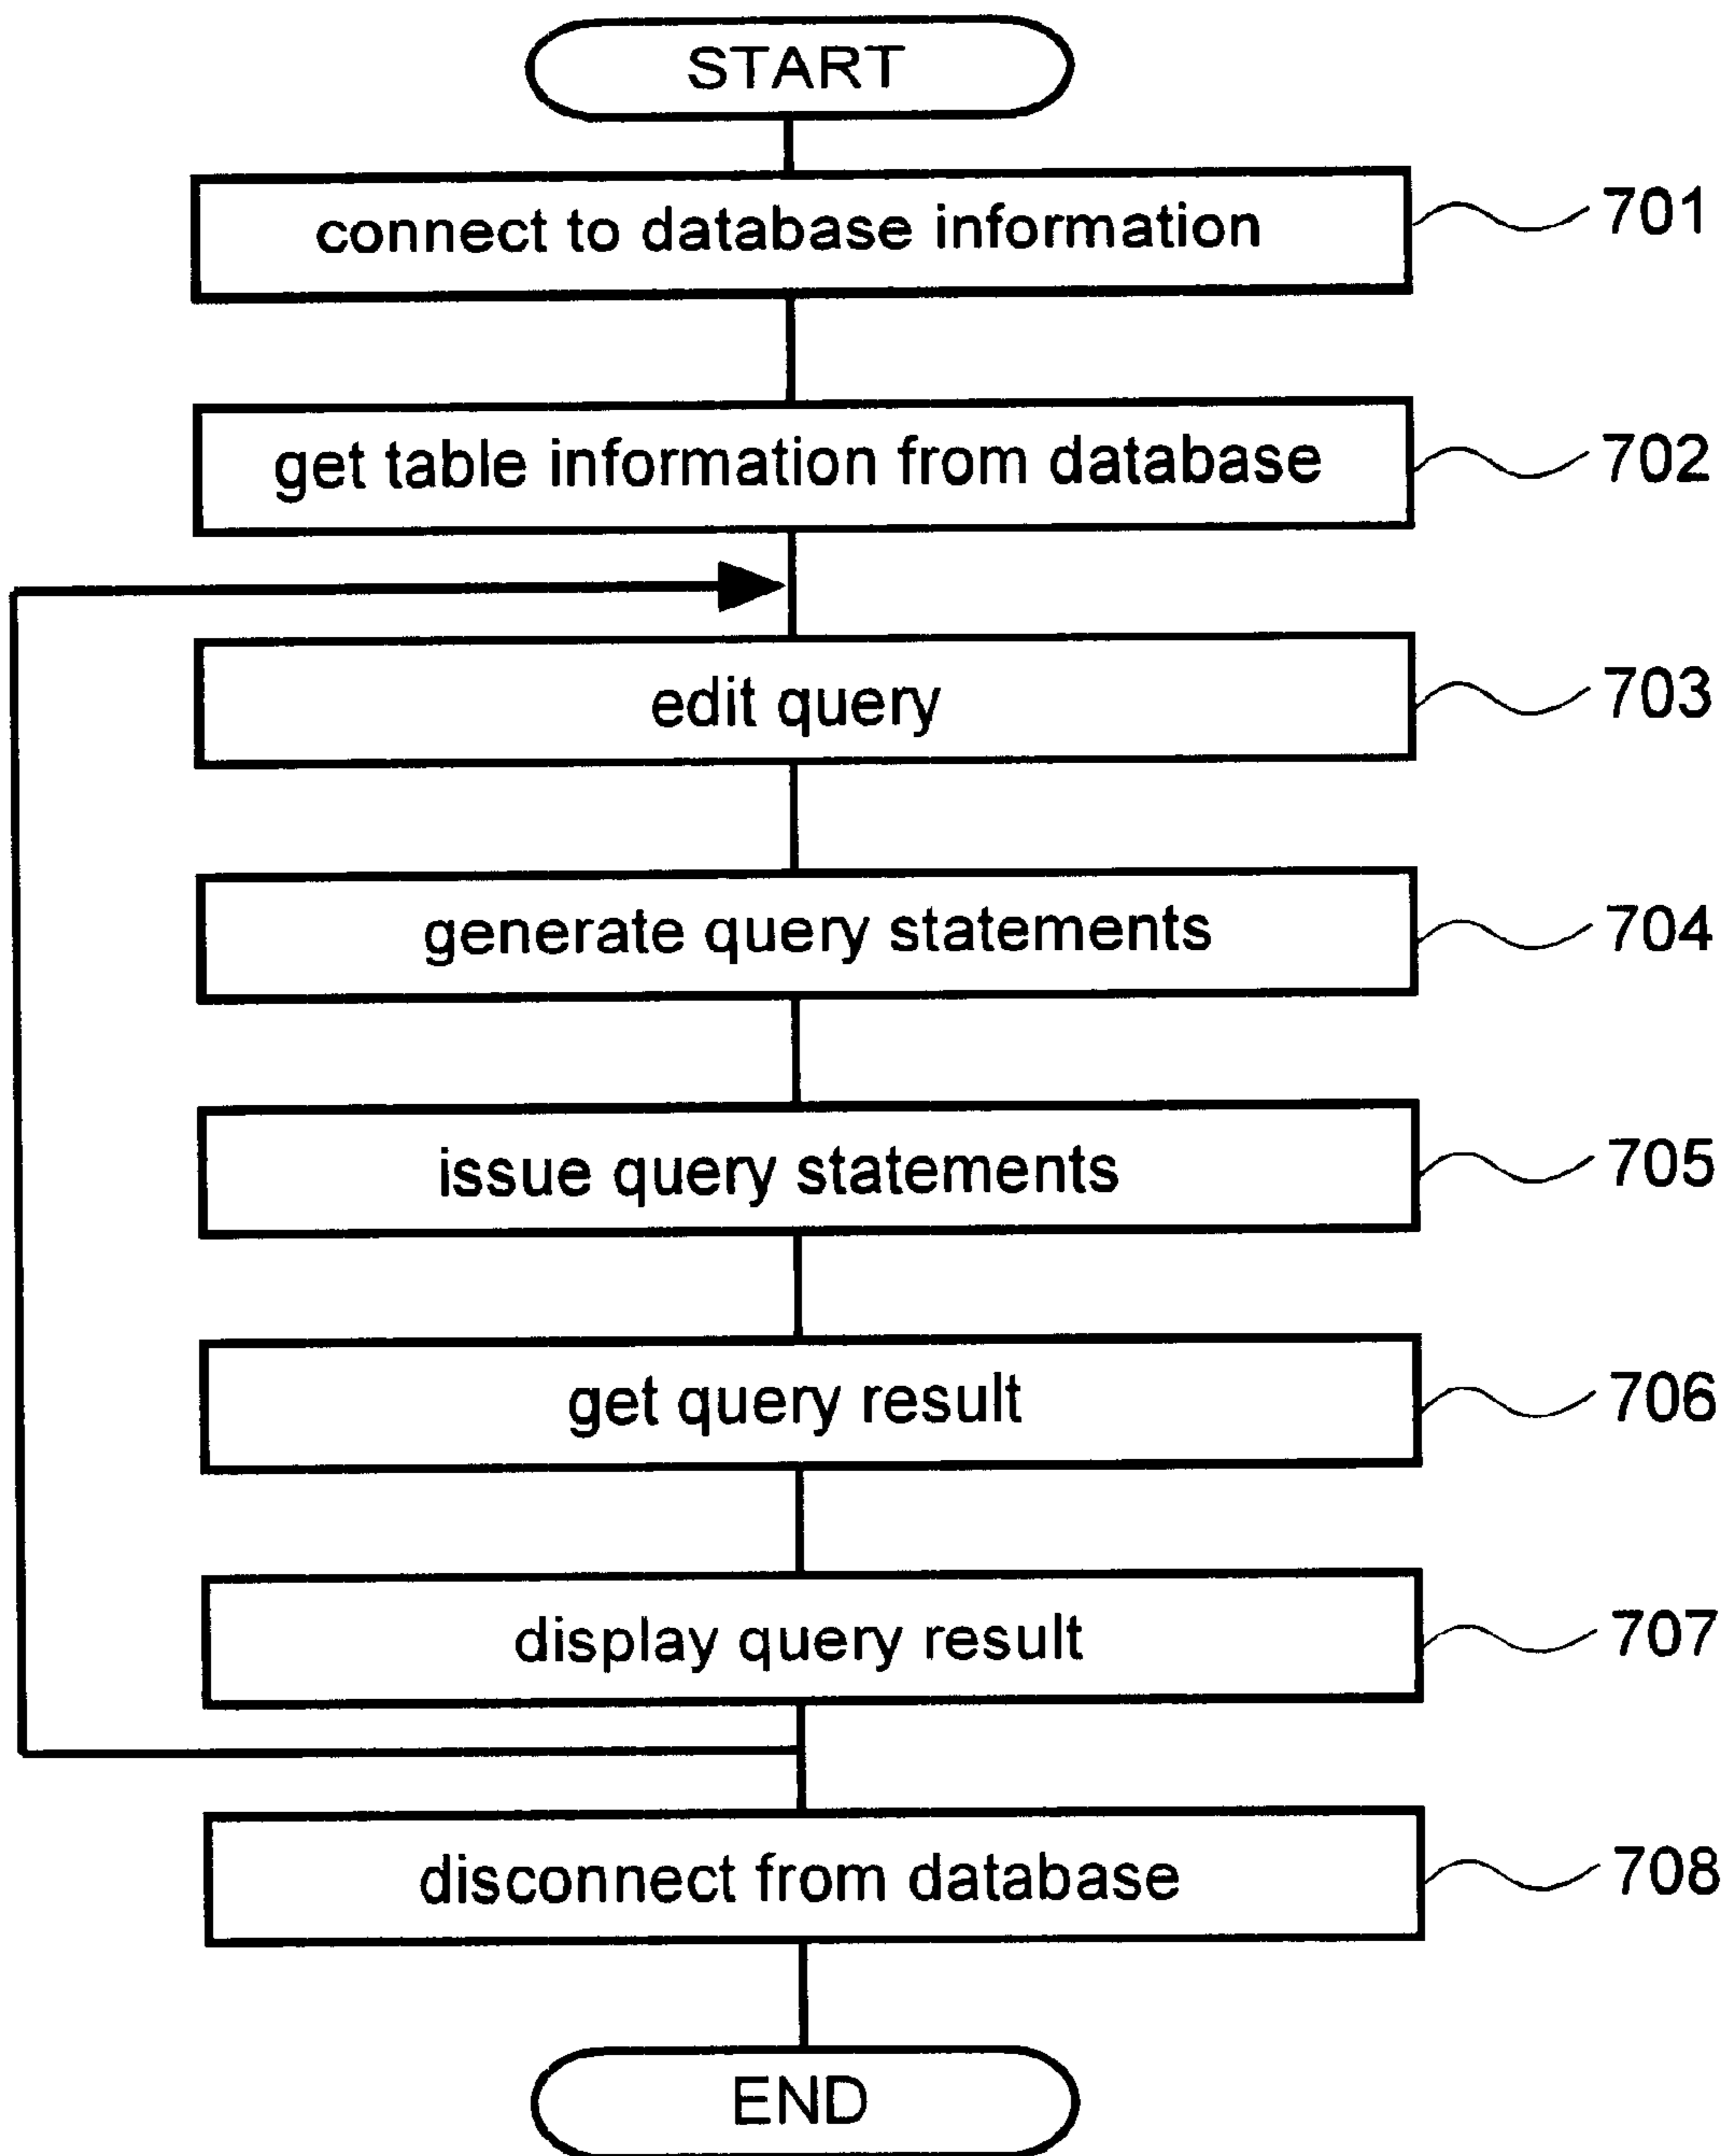 START
connect to database information 701
get table information from database 702
edit query 703
generate query statements 704
issue query statements 705
get query result 706
display query result 707
disconnect from database 708
END